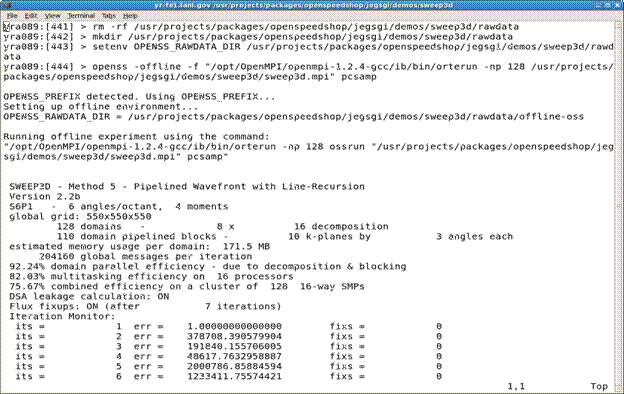 yr-fe1.lanl.gov /usr/projects/packages/openspeedshop/jegsgi/demos/sweep3d
File Edit View Terminal Tabs Help
yra089:[441] > rm -rf /usr/projects/packages/openspeedshop/jegsgi/demos/sweep3d/rawdata
yra089:[442] > mkdir /usr/projects/packages/openspeedshop/jegsgi/demos/sweep3d/rawdata
yra089:[443] > setenv OPENSS_RAWDATA_DIR /usr/projects/packages/openspeedshop/jegsgi/demos/sweep3d/rawd
ata
yra089:[444] > openss -offline -f "/opt/OpenMPI/openmpi-1.2.4-gcc/ib/bin/orterun -np 128 /usr/projects/
packages/openspeedshop/jegsgi/demos/sweep3d/sweep3d.mpi" pcsamp
OPENSS_PREFIX detected. Using OPENSS_PREFIX...
Setting up offline environment...
OPENSS_RAWDATA_DIR = /usr/projects/packages/openspeedshop/jegsgi/demos/sweep3d/rawdata/offline-oss
Running offline experiment using the command:
"/opt/OpenMPI/openmpi-1.2.4-gcc/ib/bin/orterun -np 128 ossrun "/usr/projects/packages/openspeedshop/jeg
sgi/demos/sweep3d/sweep3d.mpi" pcsamp"
SWEEP3D - Method 5 - Pipelined Wavefront with Line-Recursion
Version 2.2b
S6P1 - 6 angles/octant, 4 moments
global grid: 550x550x550
128 domains - 8 x 16 decomposition
110 domain pipelined blocks - 10 k-planes by 3 angles each
estimated memory usage per domain: 171.5 MB
204160 global messages per iteration
92.24% domain parallel efficiency - due to decomposition & blocking
82.03% multitasking efficiency on 16 processors
75.67% combined efficiency on a cluster of 128 16-way SMPs
DSA leakage calculation: ON
Flux fixups: ON (after 7 iterations)
Iteration Monitor:
its = 1 err = 1.00000000000000 fixs = 0
its = 2 err = 378708.390579904 fixs = 0
its = 3 err = 191840.155706005 fixs = 0
its = 4 err = 48617.7632958887 fixs = 0
its = 5 err = 2000786.85884594 fixs = 0
its = 6 err = 1233411.75574421 fixs = 0
1,1 Top